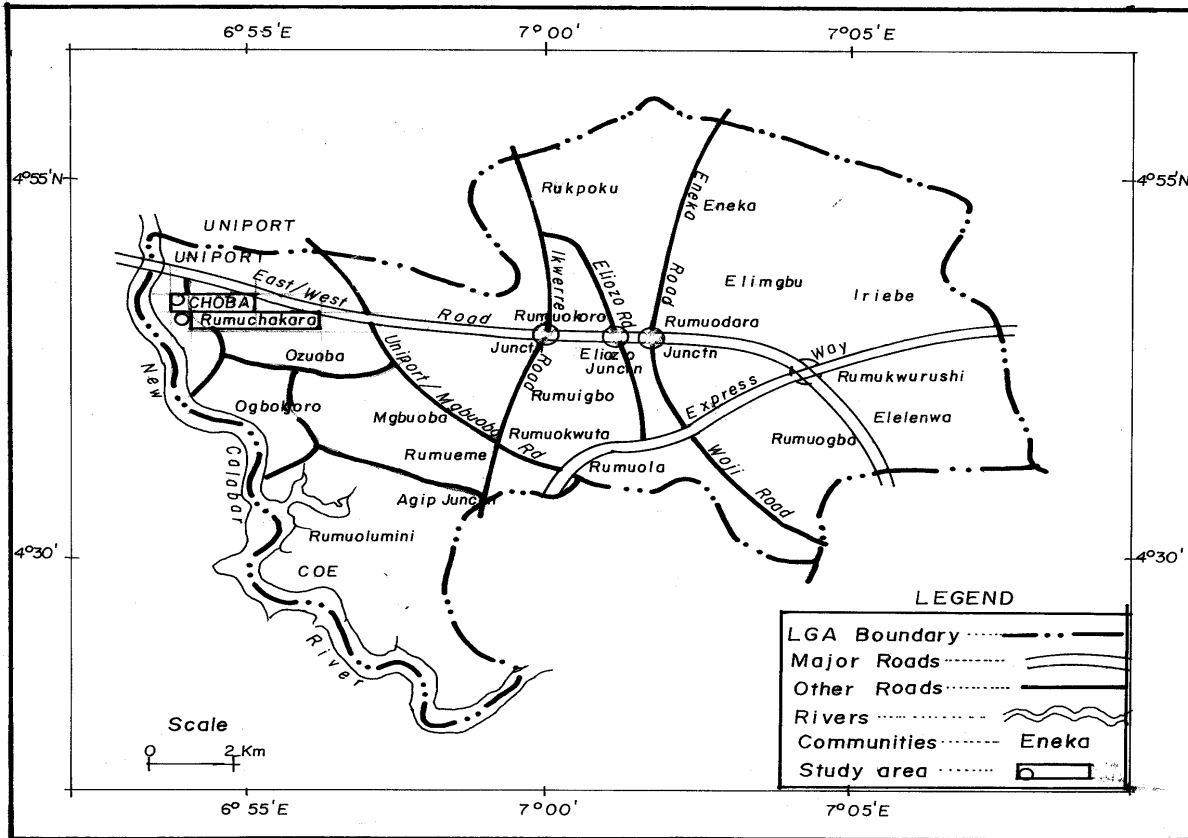 6°55'E 7°00' 7°05'E
4°55'N 4°55'N
Rukpoku
Eneka
Eneka Road
UNIPORT
UNIPORT
Ikwerre Road
Eliozo Rd
Elimgbu
Iriebe
East/West Road
CHOBA
Rumuchakara
Rumuokoro
Junctn
Eliozo
Junctn
Rumuodara
Junctn
Express Way
Ozuoba
Uniport/Mgbuoba Rd
Rumukwurushi
Rumuigbo
Ogbokoro
Mgbuoba
Elelenwa
Rumuokwuta
Rumuogba
Rumueme
Rumuola
Woji Road
Agip Junctn
New Calabar River
Rumuolumini
4°30' 4°30'
COE
LEGEND
LGA Boundary
Major Roads
Other Roads
Rivers
Communities Eneka
Study area
Scale
0 2 Km
6°55'E 7°00' 7°05'E